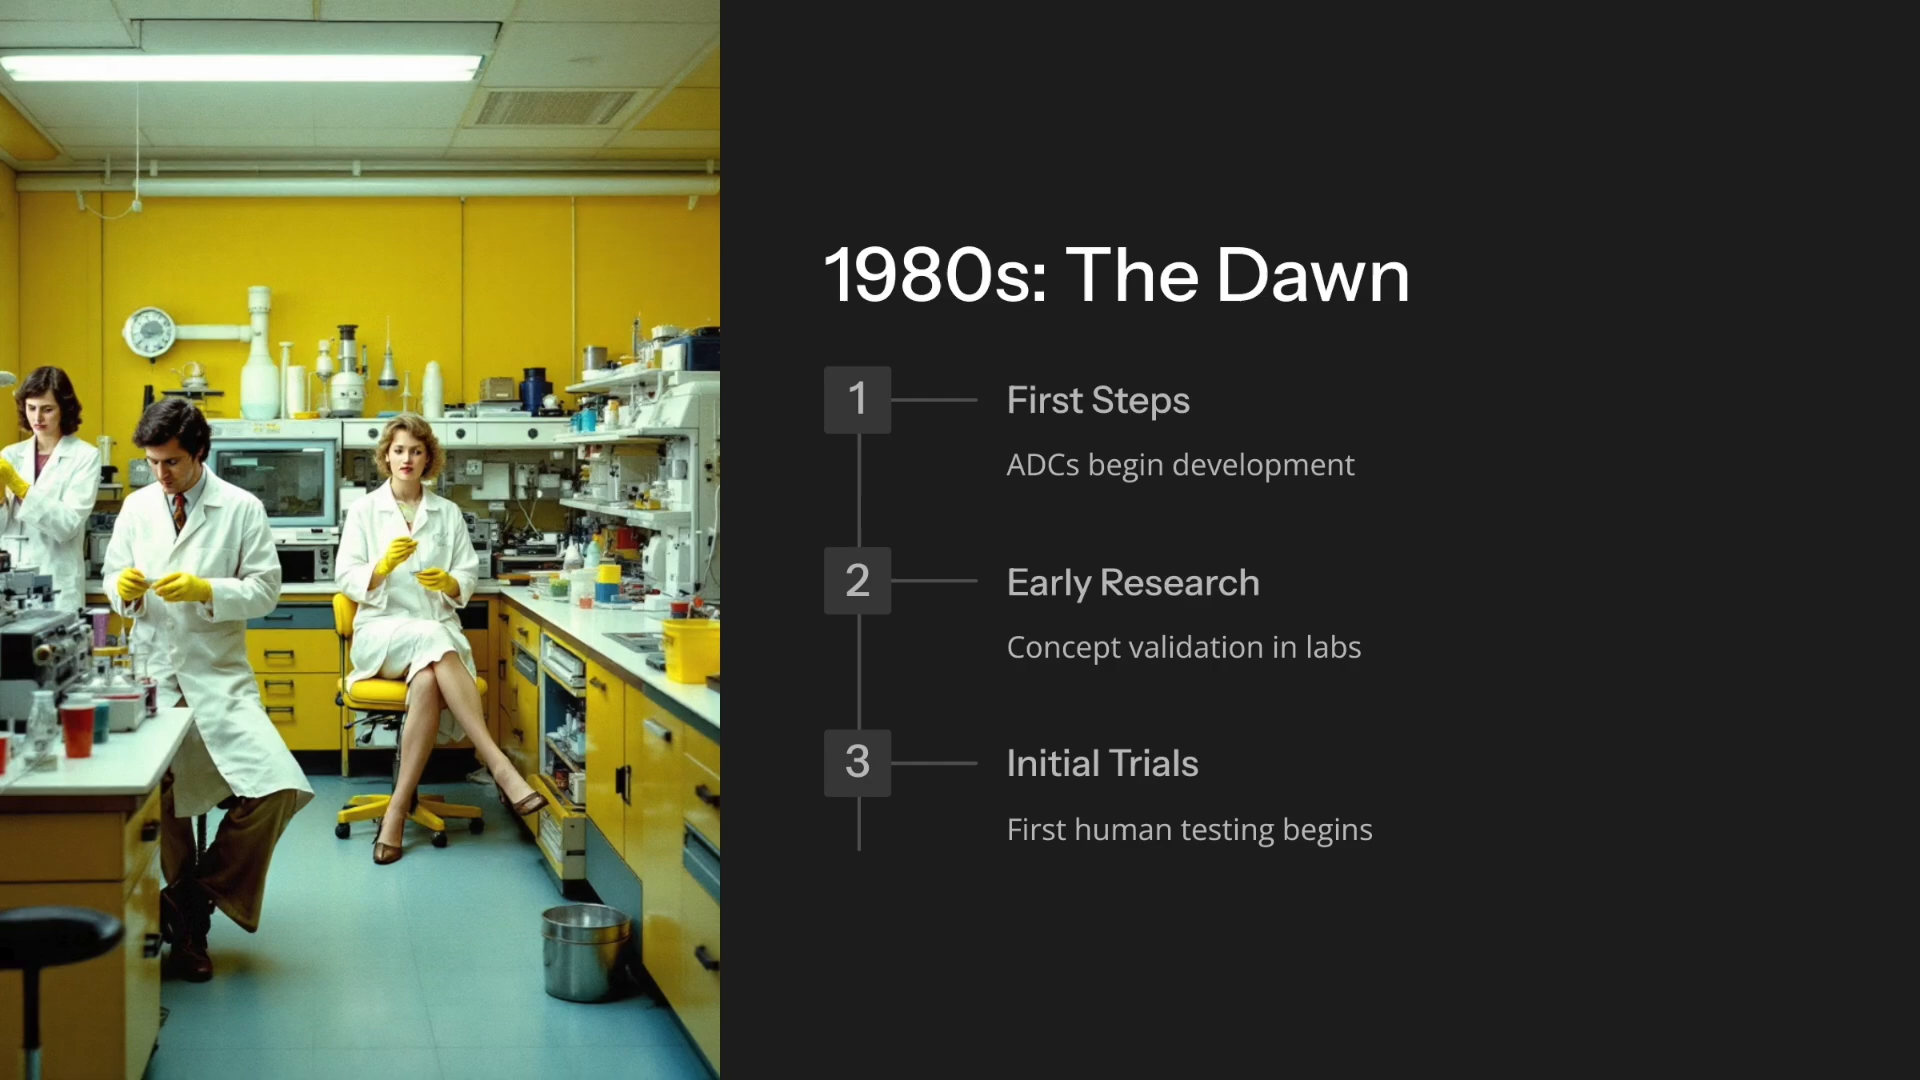 1980s: The Dawn
1
First Steps
ADCs begin development
2
Early Research
Concept validation in labs
3
Initial Trials
First human testing begins